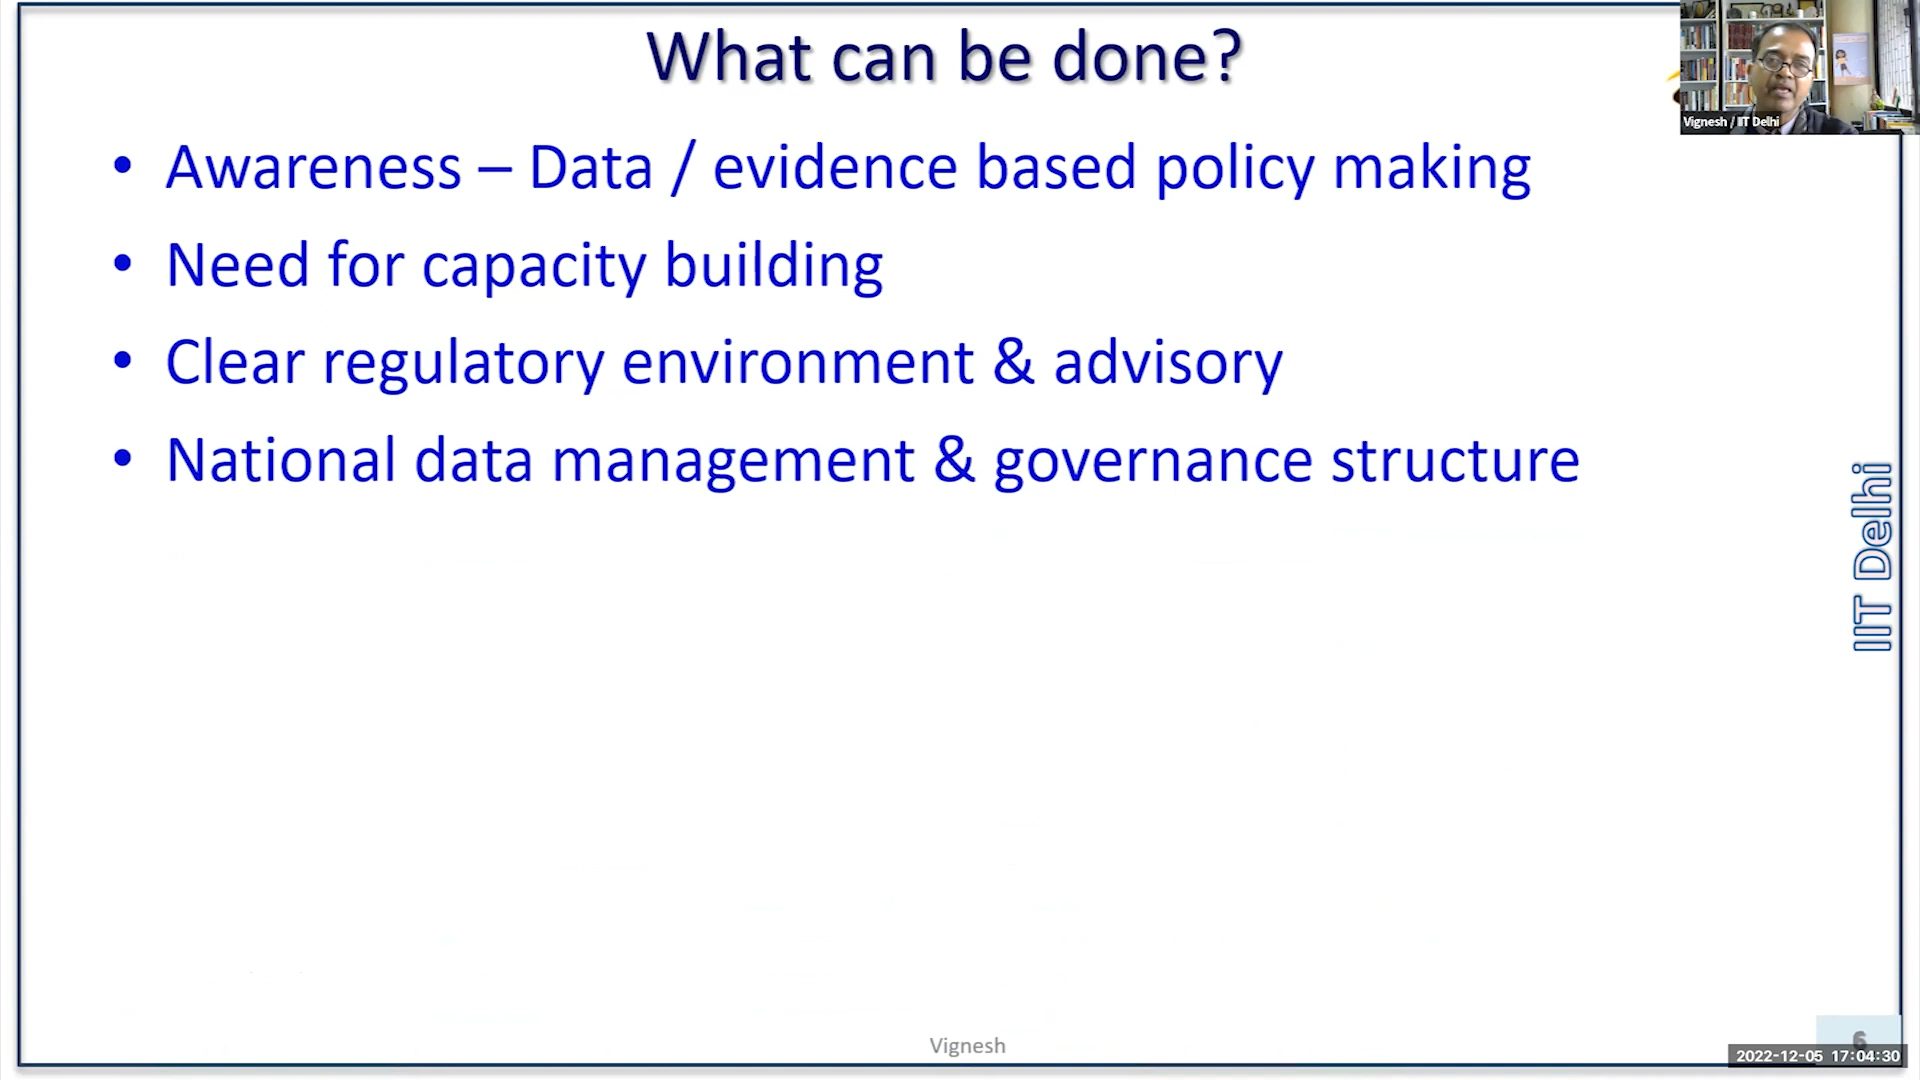 What can be done?
Vignesh / IIT Delhi
• Awareness – Data / evidence based policy making
• Need for capacity building
• Clear regulatory environment & advisory
• National data management & governance structure
IIT Delhi
Vignesh
6
2022-12-05 17:04:30